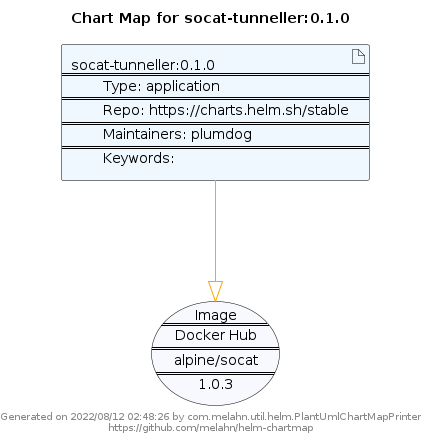 Chart Map for socat-tunneller:0.1.0
socat-tunneller:0.1.0
Type: application
Repo: https://charts.helm.sh/stable
Maintainers: plumdog
Keywords:
Image
Docker Hub
alpine/socat
1.0.3
Generated on 2022/08/12 02:48:26 by com.melahn.util.helm.PlantUmlChartMapPrinter
https://github.com/melahn/helm-chartmap